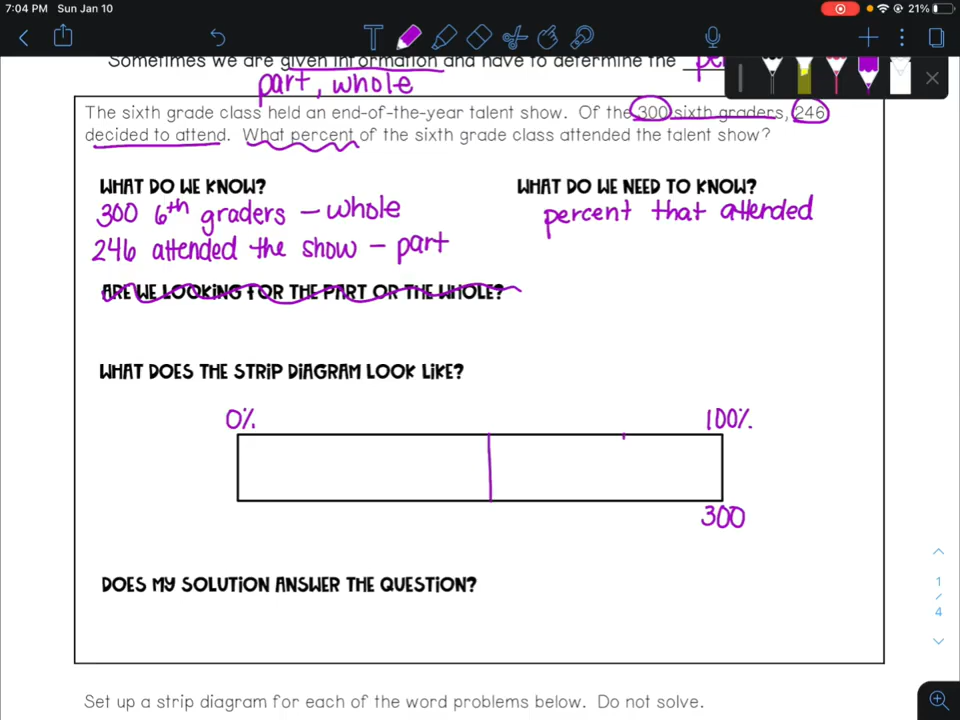 7:04 PM Sun Jan 10 21%
Sometimes we are given information and have to determine the
part, whole
The sixth grade class held an end-of-the-year talent show. Of the 300 sixth graders, 246
decided to attend. What percent of the sixth grade class attended the talent show?
WHAT DO WE KNOW? WHAT DO WE NEED TO KNOW?
300 6th graders – whole percent that attended
246 attended the show – part
ARE WE LOOKING FOR THE PART OR THE WHOLE?
WHAT DOES THE STRIP DIAGRAM LOOK LIKE?
0% 100%
300
DOES MY SOLUTION ANSWER THE QUESTION?
1
/
4
Set up a strip diagram for each of the word problems below. Do not solve.